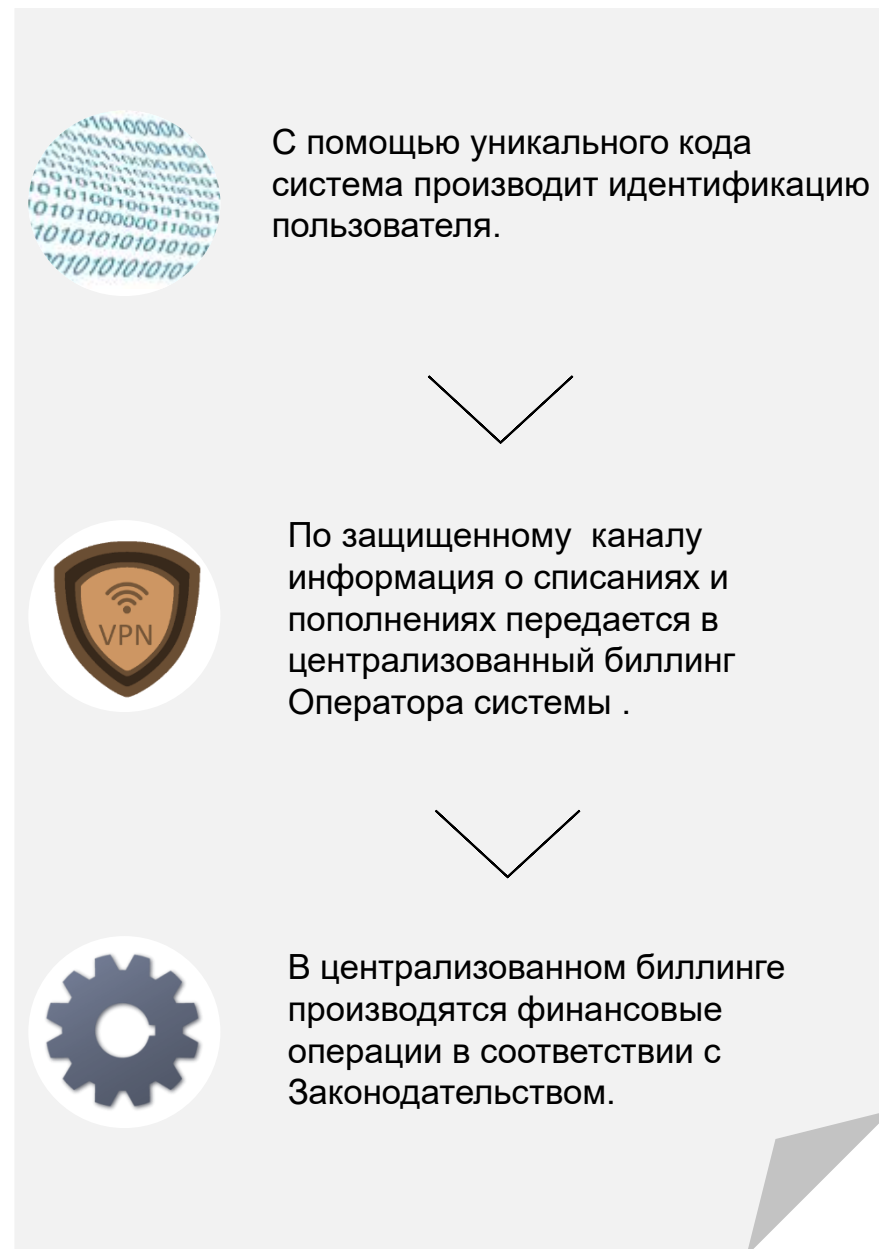 С помощью уникального кода
система производит идентификацию
пользователя.
По защищенному  каналу
информация о списаниях и
пополнениях передается в
централизованный биллинг
Оператора системы .
VPN
В централизованном биллинге
производятся финансовые
операции в соответствии с
Законодательством.